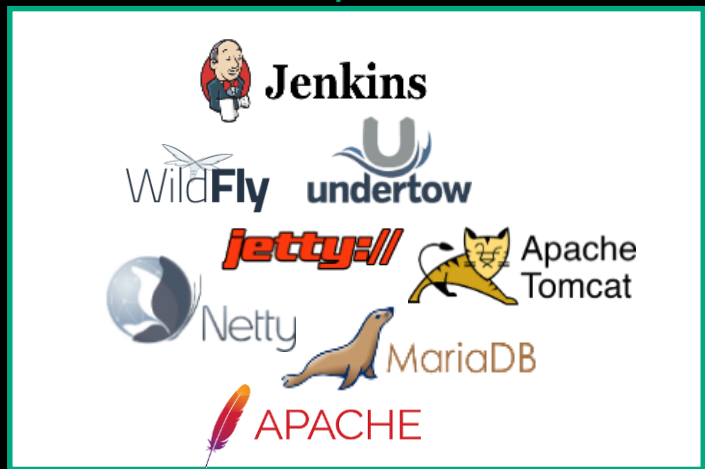 Jenkins
WildFly
undertow
jetty://
Apache
Tomcat
Netty
MariaDB
APACHE